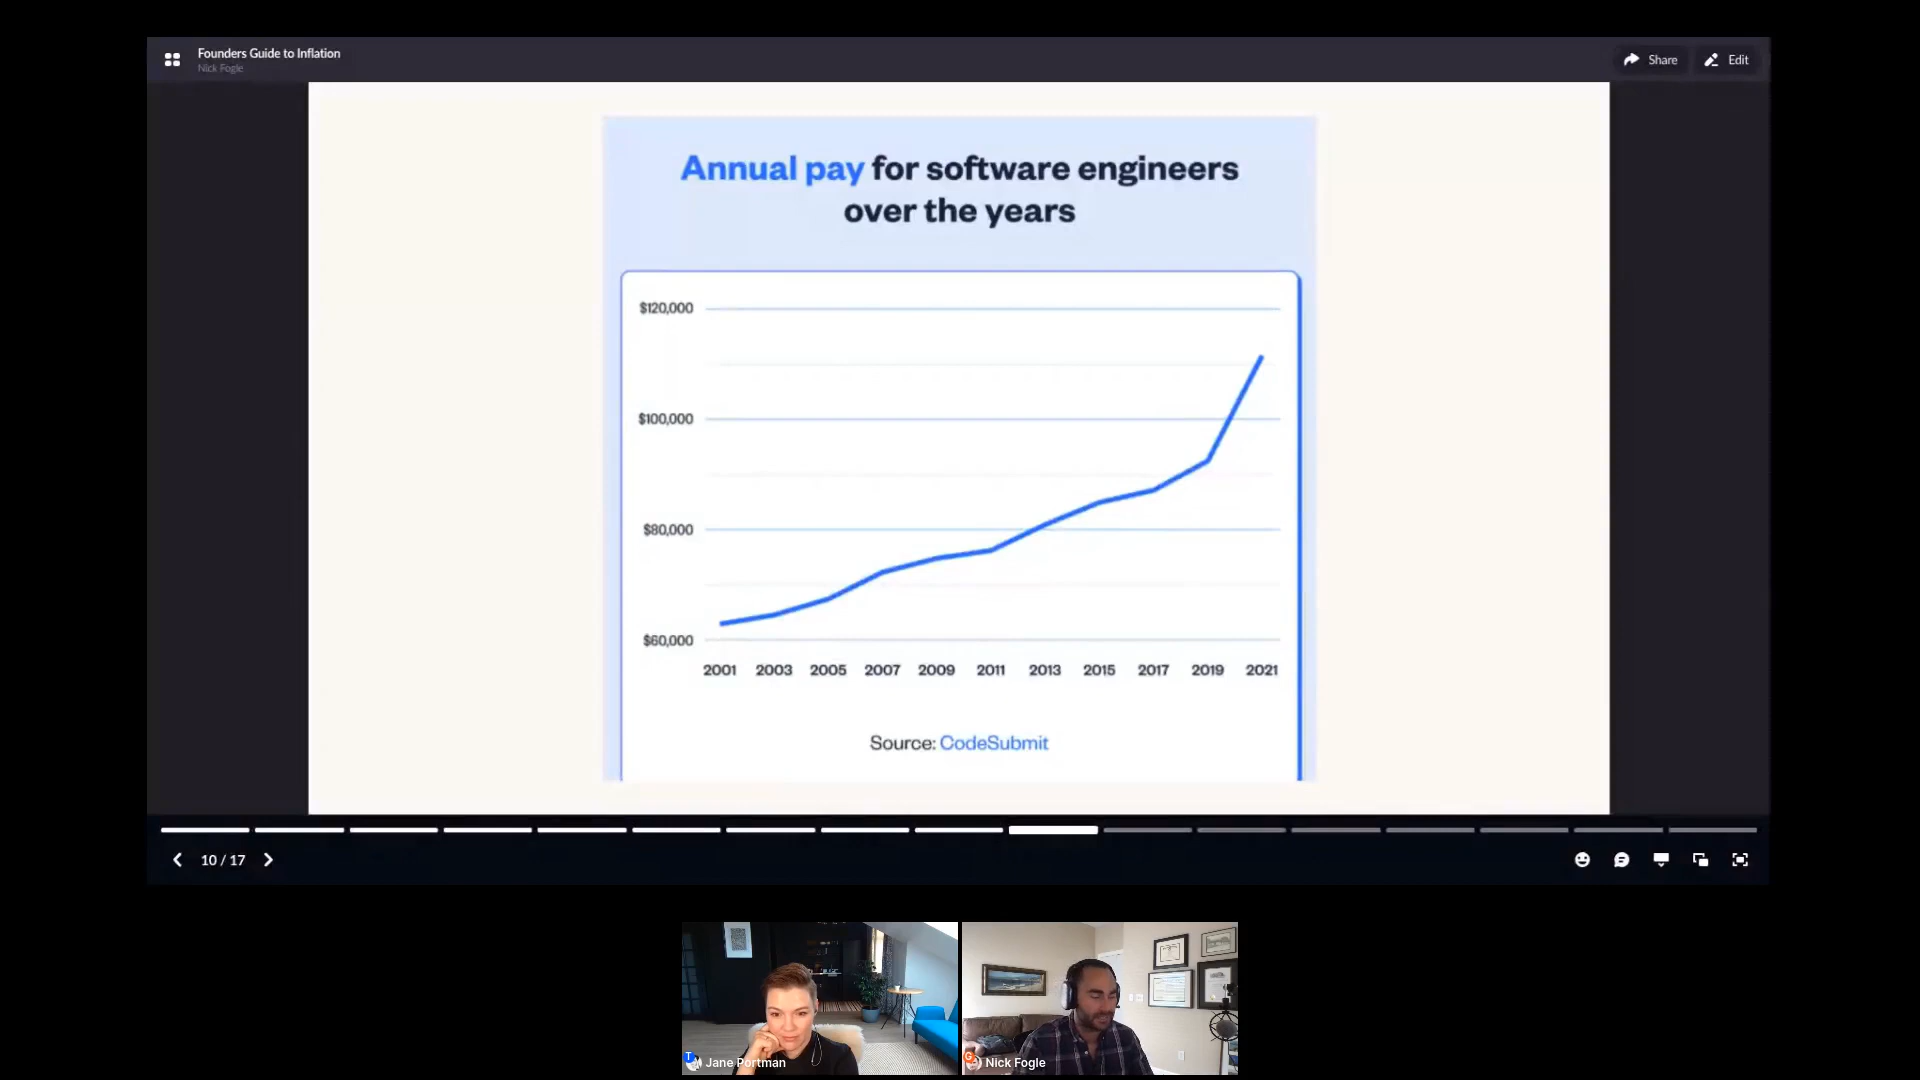 Founders Guide to Inflation
Nick Fogle
Share
Edit
Annual pay for software engineers
over the years
$120,000
$100,000
$80,000
$60,000
2001 2003 2005 2007 2009 2011 2013 2015 2017 2019 2021
Source: CodeSubmit
10 / 17
T
Jane Portman
G
Nick Fogle